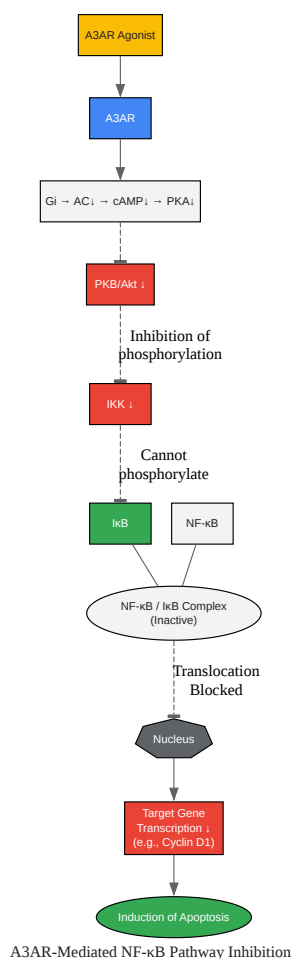 A3AR Agonist
A3AR
Gi → AC↓ → cAMP↓ → PKA↓
PKB/Akt ↓
Inhibition of
phosphorylation
IKK ↓
Cannot
phosphorylate
IκB
NF-κB
NF-κB / IκB Complex
(Inactive)
Translocation
Blocked
Nucleus
Target Gene
Transcription ↓
(e.g., Cyclin D1)
Induction of Apoptosis
A3AR-Mediated NF-κB Pathway Inhibition